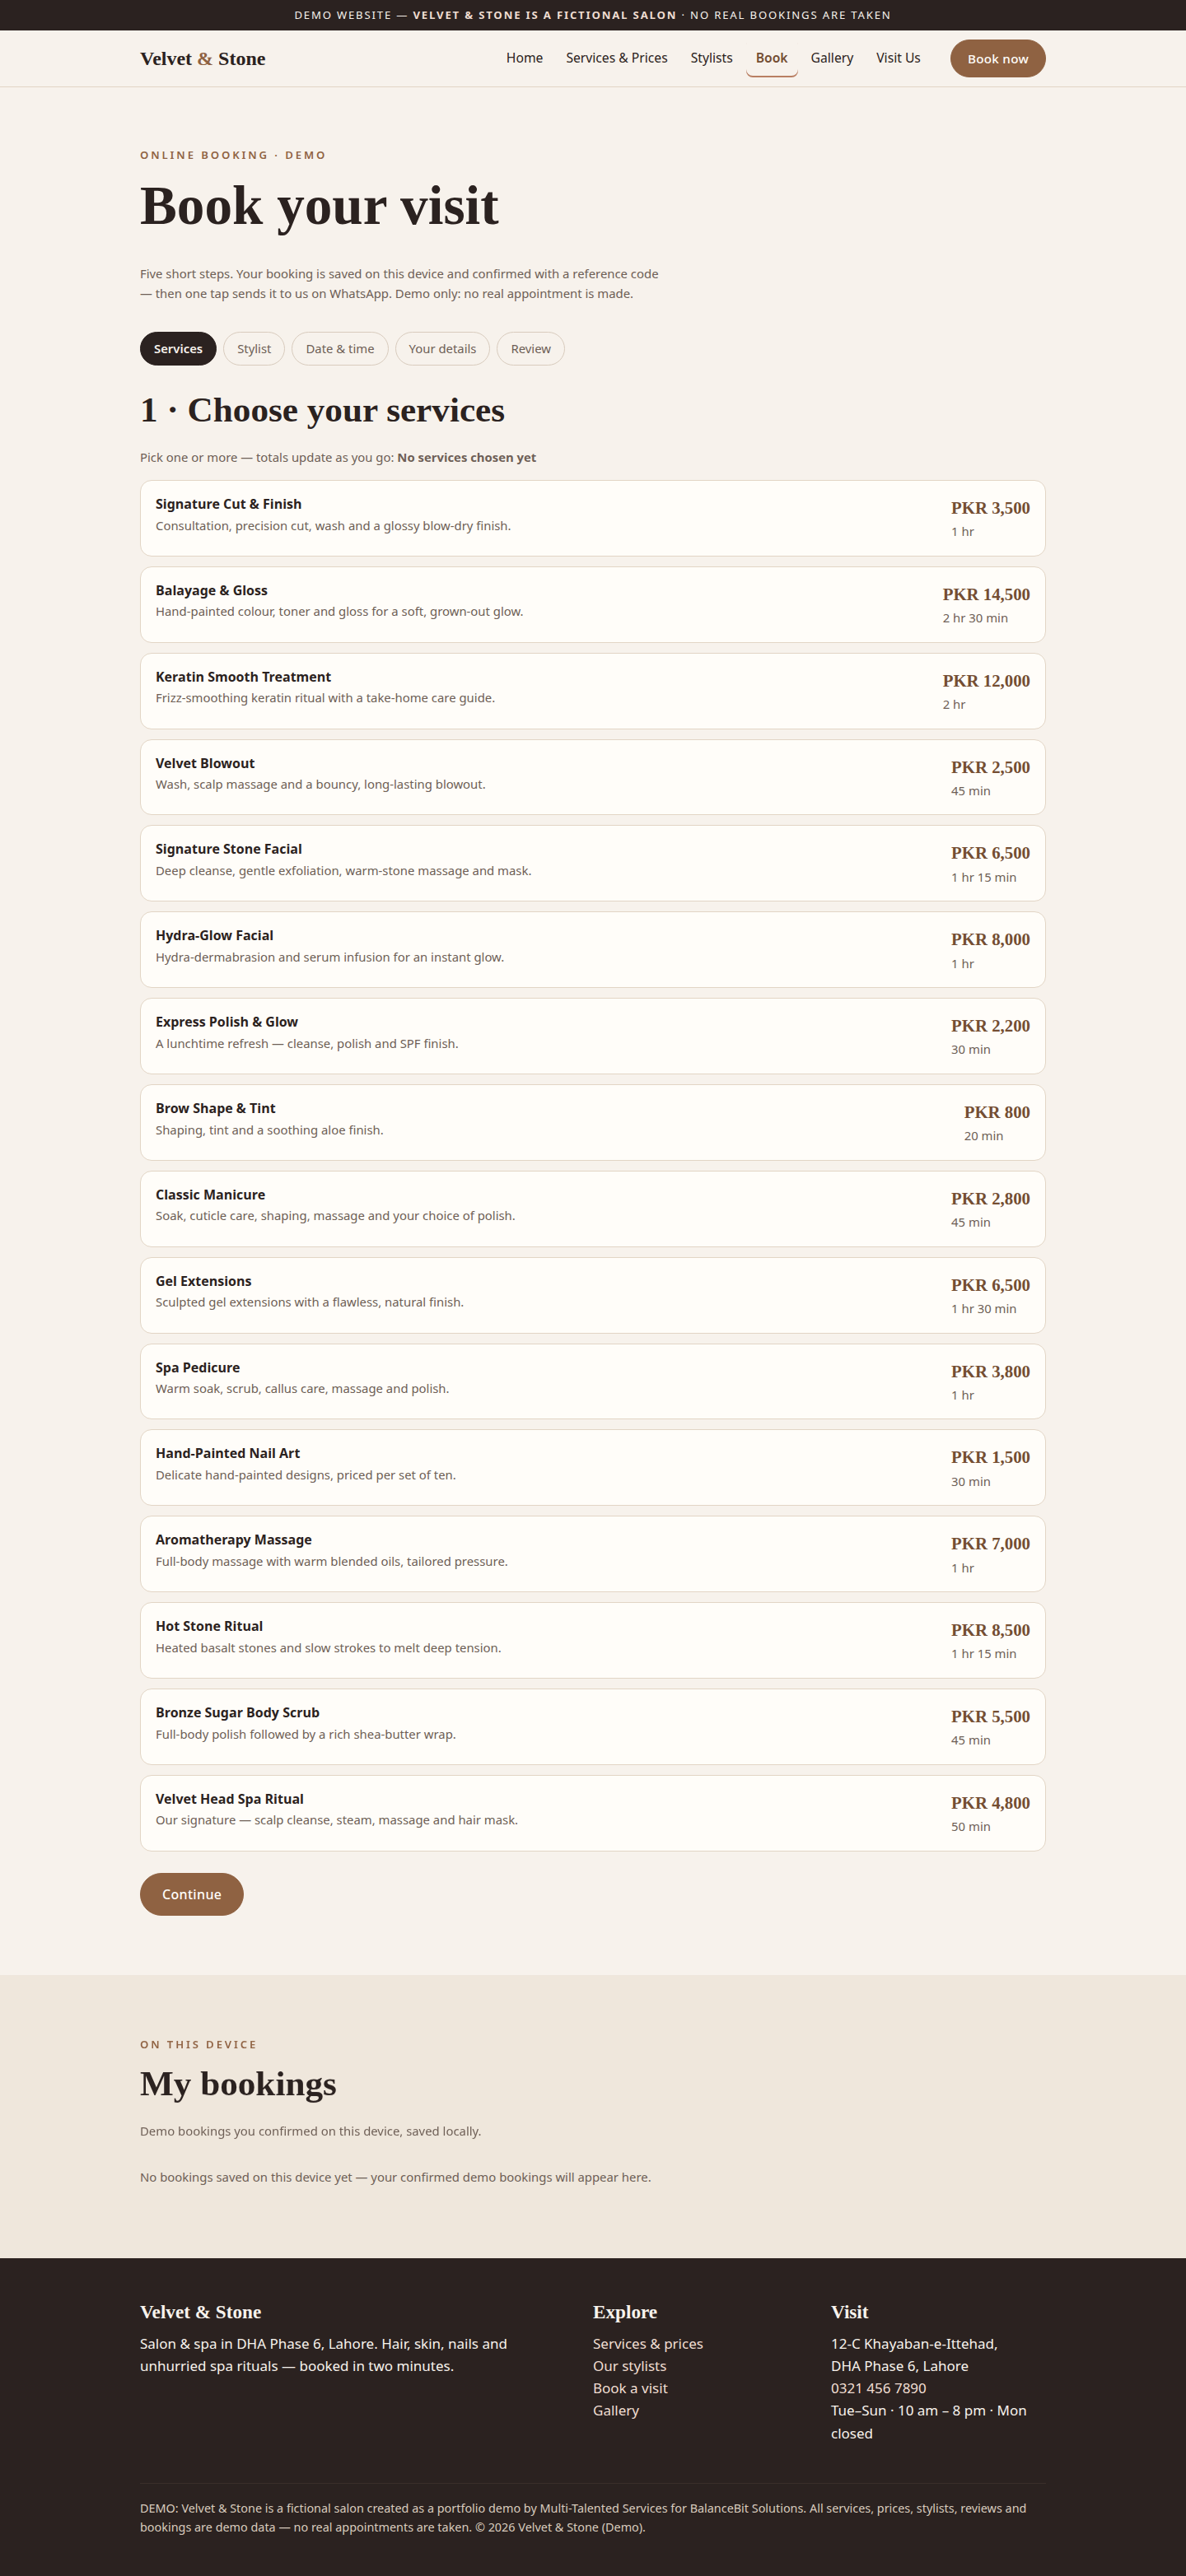 DEMO WEBSITE — VELVET & STONE IS A FICTIONAL SALON · NO REAL BOOKINGS ARE TAKEN
Velvet & Stone
Home
Services & Prices
Stylists
Book
Gallery
Visit Us
Book now
ONLINE BOOKING · DEMO
Book your visit
Five short steps. Your booking is saved on this device and confirmed with a reference code
— then one tap sends it to us on WhatsApp. Demo only: no real appointment is made.
Services
Stylist
Date & time
Your details
Review
1 · Choose your services
Pick one or more — totals update as you go: No services chosen yet
Signature Cut & Finish
Consultation, precision cut, wash and a glossy blow-dry finish.
PKR 3,500
1 hr
Balayage & Gloss
Hand-painted colour, toner and gloss for a soft, grown-out glow.
PKR 14,500
2 hr 30 min
Keratin Smooth Treatment
Frizz-smoothing keratin ritual with a take-home care guide.
PKR 12,000
2 hr
Velvet Blowout
Wash, scalp massage and a bouncy, long-lasting blowout.
PKR 2,500
45 min
Signature Stone Facial
Deep cleanse, gentle exfoliation, warm-stone massage and mask.
PKR 6,500
1 hr 15 min
Hydra-Glow Facial
Hydra-dermabrasion and serum infusion for an instant glow.
PKR 8,000
1 hr
Express Polish & Glow
A lunchtime refresh — cleanse, polish and SPF finish.
PKR 2,200
30 min
Brow Shape & Tint
Shaping, tint and a soothing aloe finish.
PKR 800
20 min
Classic Manicure
Soak, cuticle care, shaping, massage and your choice of polish.
PKR 2,800
45 min
Gel Extensions
Sculpted gel extensions with a flawless, natural finish.
PKR 6,500
1 hr 30 min
Spa Pedicure
Warm soak, scrub, callus care, massage and polish.
PKR 3,800
1 hr
Hand-Painted Nail Art
Delicate hand-painted designs, priced per set of ten.
PKR 1,500
30 min
Aromatherapy Massage
Full-body massage with warm blended oils, tailored pressure.
PKR 7,000
1 hr
Hot Stone Ritual
Heated basalt stones and slow strokes to melt deep tension.
PKR 8,500
1 hr 15 min
Bronze Sugar Body Scrub
Full-body polish followed by a rich shea-butter wrap.
PKR 5,500
45 min
Velvet Head Spa Ritual
Our signature — scalp cleanse, steam, massage and hair mask.
PKR 4,800
50 min
Continue
ON THIS DEVICE
My bookings
Demo bookings you confirmed on this device, saved locally.
No bookings saved on this device yet — your confirmed demo bookings will appear here.
Velvet & Stone
Salon & spa in DHA Phase 6, Lahore. Hair, skin, nails and
unhurried spa rituals — booked in two minutes.
Explore
Services & prices
Our stylists
Book a visit
Gallery
Visit
12-C Khayaban-e-Ittehad,
DHA Phase 6, Lahore
0321 456 7890
Tue–Sun · 10 am – 8 pm · Mon
closed
DEMO: Velvet & Stone is a fictional salon created as a portfolio demo by Multi-Talented Services for BalanceBit Solutions. All services, prices, stylists, reviews and
bookings are demo data — no real appointments are taken. © 2026 Velvet & Stone (Demo).